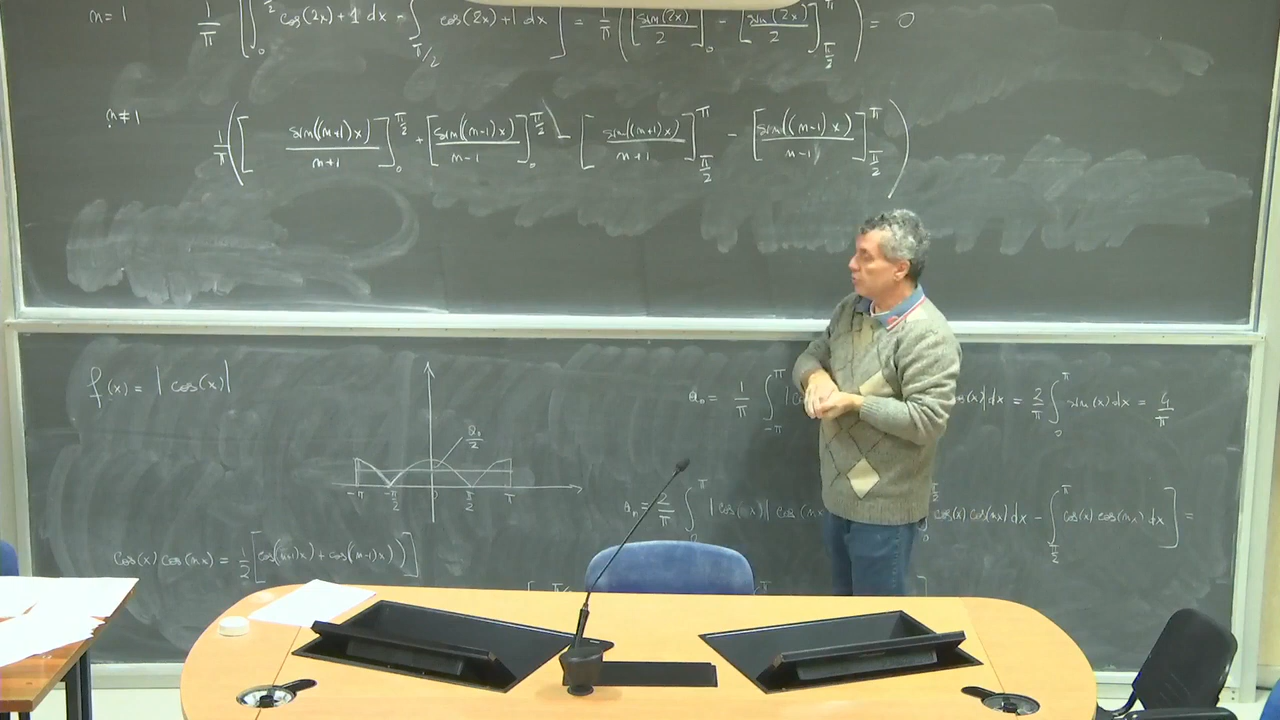 n = 1 1/π [ ∫₀ cos(2x) + 1 dx - ∫_{π/2} cos(2x) + 1 dx ] = 1/π ( [ sin(2x)/2 ]₀ - [ sin(2x)/2 ]_{π/2}^{π} ) = 0
n ≠ 1 1/π ( [ sin((n+1)x)/n+1 ]₀^{π/2} + [ sin((n-1)x)/n-1 ]₀^{π/2} ) - [ sin((n+1)x)/n+1 ]_{π/2}^{π} - [ sin((n-1)x)/n-1 ]_{π/2}^{π} )
f(x) = |cos(x)|
a₀/2
-π -π/2 0 π/2 π
a₀ = 1/π ∫_{-π}^{π} |co s(x)| dx = 2/π ∫₀^{π} sin(x) dx = 4/π
aₙ = 2/π ∫₀^{π} |cos(x)| cos(nx π/2 0 cos(x) cos(nx) dx - ∫_{π/2}^{π} cos(x) cos(nx) dx ] =
cos(x) cos(nx) = 1/2 [ cos((n+1)x) + cos((n-1)x) ]